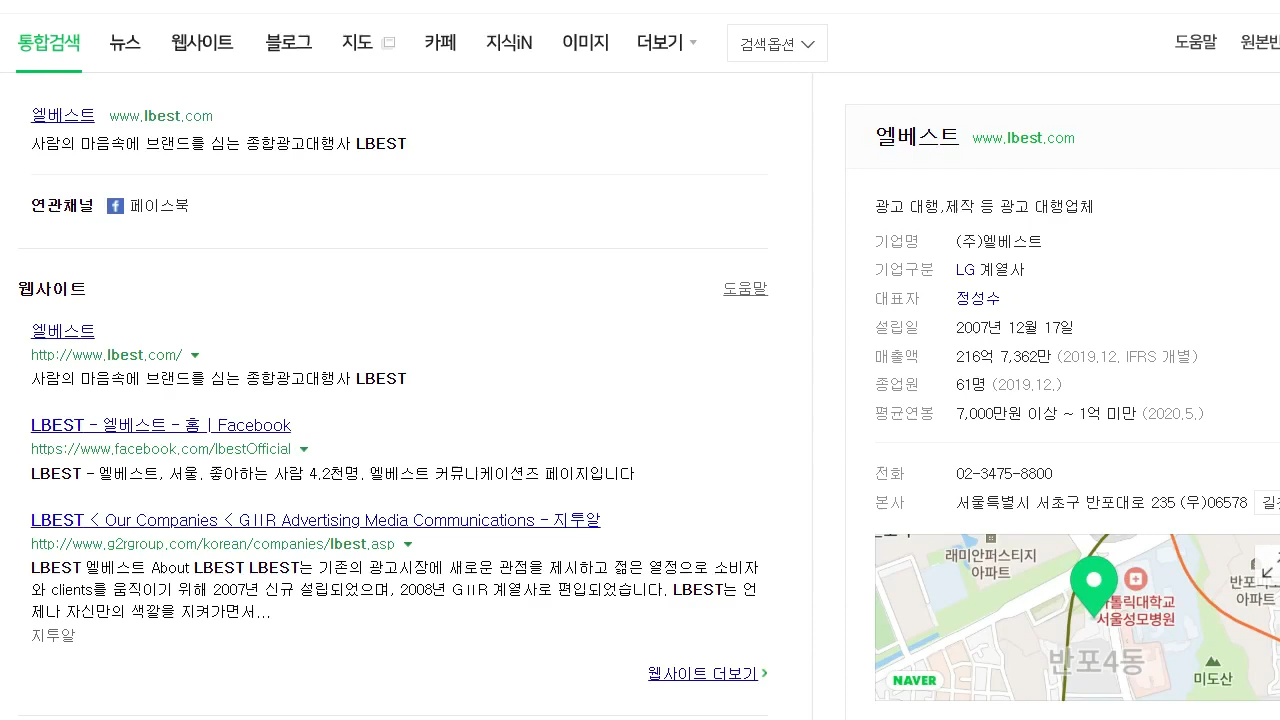 통합검색 뉴스 웹사이트 블로그 지도 카페 지식iN 이미지 더보기 검색옵션 도움말
엘베스트 www.lbest.com
사람의 마음속에 브랜드를 심는 종합광고대행사 LBEST
연관채널 페이스북
웹사이트 도움말
엘베스트
http://www.lbest.com/
사람의 마음속에 브랜드를 심는 종합광고대행사 LBEST
LBEST - 엘베스트 - 홈 | Facebook
https://www.facebook.com/lbestOfficial
LBEST - 엘베스트, 서울. 좋아하는 사람 4.2천명. 엘베스트 커뮤니케이션즈 페이지입니다
LBEST < Our Companies < GⅡR Advertising Media Communications - 지투알
http://www.g2rgroup.com/korean/companies/lbest.asp
LBEST 엘베스트 About LBEST LBEST는 기존의 광고시장에 새로운 관점을 제시하고 젊은 열정으로 소비자
와 clients를 움직이기 위해 2007년 신규 설립되었으며, 2008년 GⅡR 계열사로 편입되었습니다. LBEST는 언
제나 자신만의 색깔을 지켜가면서...
지투알
웹사이트 더보기
엘베스트 www.lbest.com
광고 대행,제작 등 광고 대행업체
기업명 (주)엘베스트
기업구분 LG 계열사
대표자 정성수
설립일 2007년 12월 17일
매출액 216억 7,362만 (2019.12. IFRS 개별)
종업원 61명 (2019.12.)
평균연봉 7,000만원 이상 ~ 1억 미만 (2020.5.)
전화 02-3475-8800
본사 서울특별시 서초구 반포대로 235 (우)06578
래미안퍼스티지
아파트
아파트
서울성모병원
반포4동
미도산
NAVER